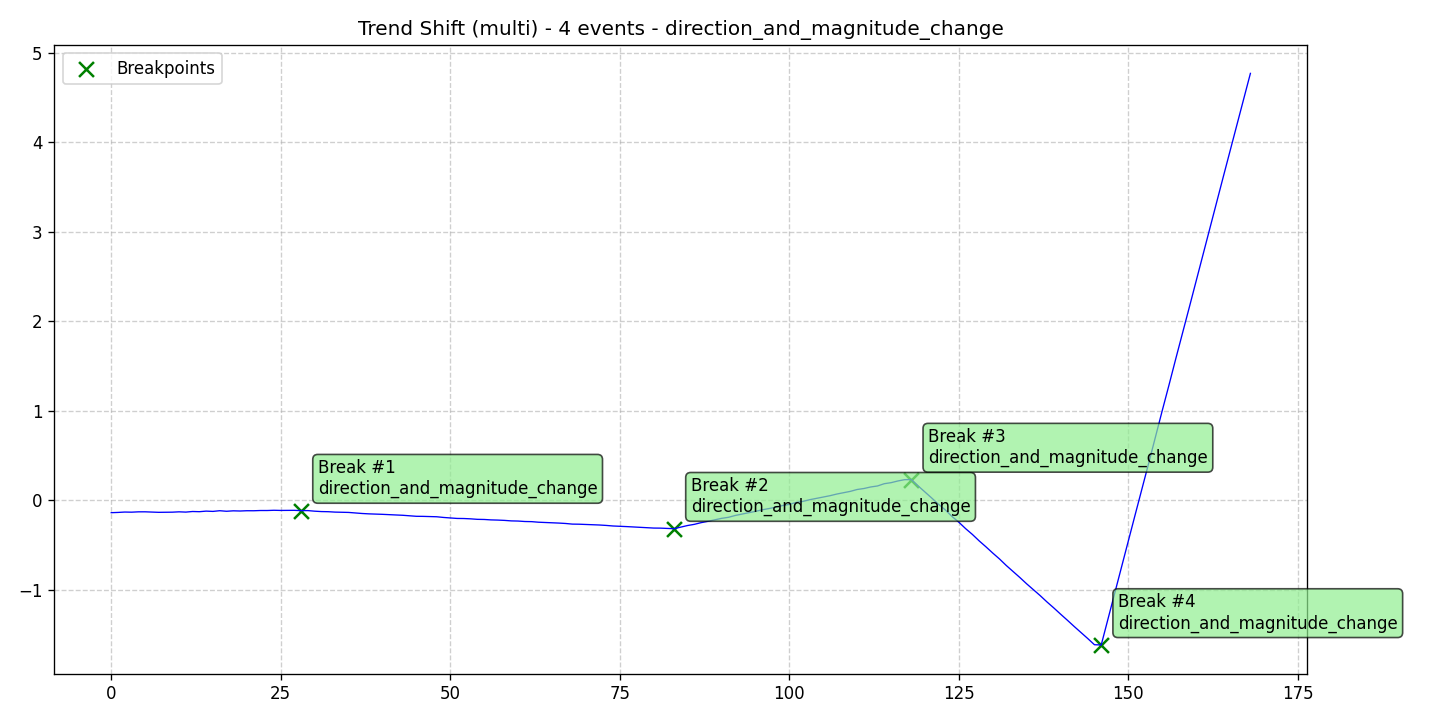 Trend Shift (multi) - 4 events - direction_and_magnitude_change
Breakpoints
5
4
3
2
1
0
−1
Break #1
direction_and_magnitude_change
Break #2
direction_and_magnitude_change
Break #3
direction_and_magnitude_change
Break #4
direction_and_magnitude_change
0
25
50
75
100
125
150
175